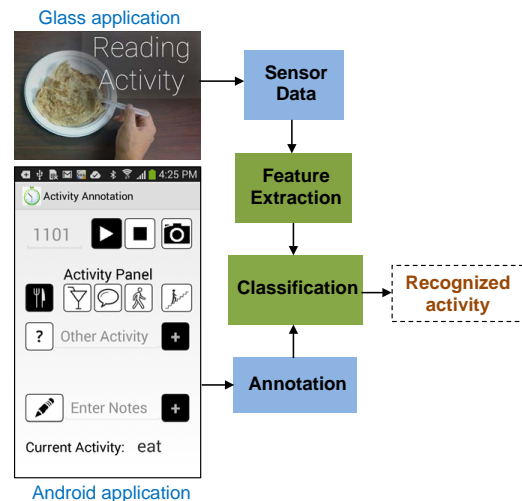 Glass application
Reading
Activity
Sensor
Data
Feature
Extraction
Classification
Recognized
activity
Annotation
4:25 PM
Activity Annotation
1101
Activity Panel
?
Other Activity
+
Enter Notes
+
Current Activity: eat
Android application